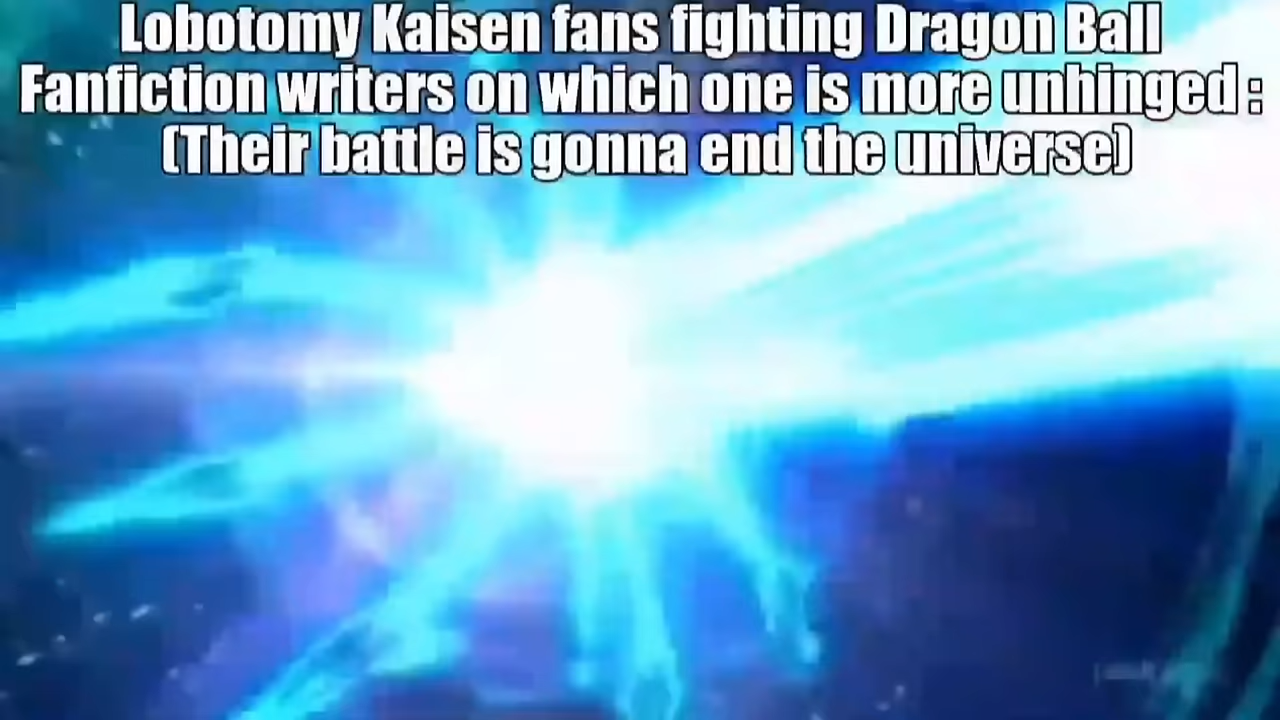 Lobotomy Kaisen fans fighting Dragon Ball
Fanfiction writers on which one is more unhinged :
(Their battle is gonna end the universe)